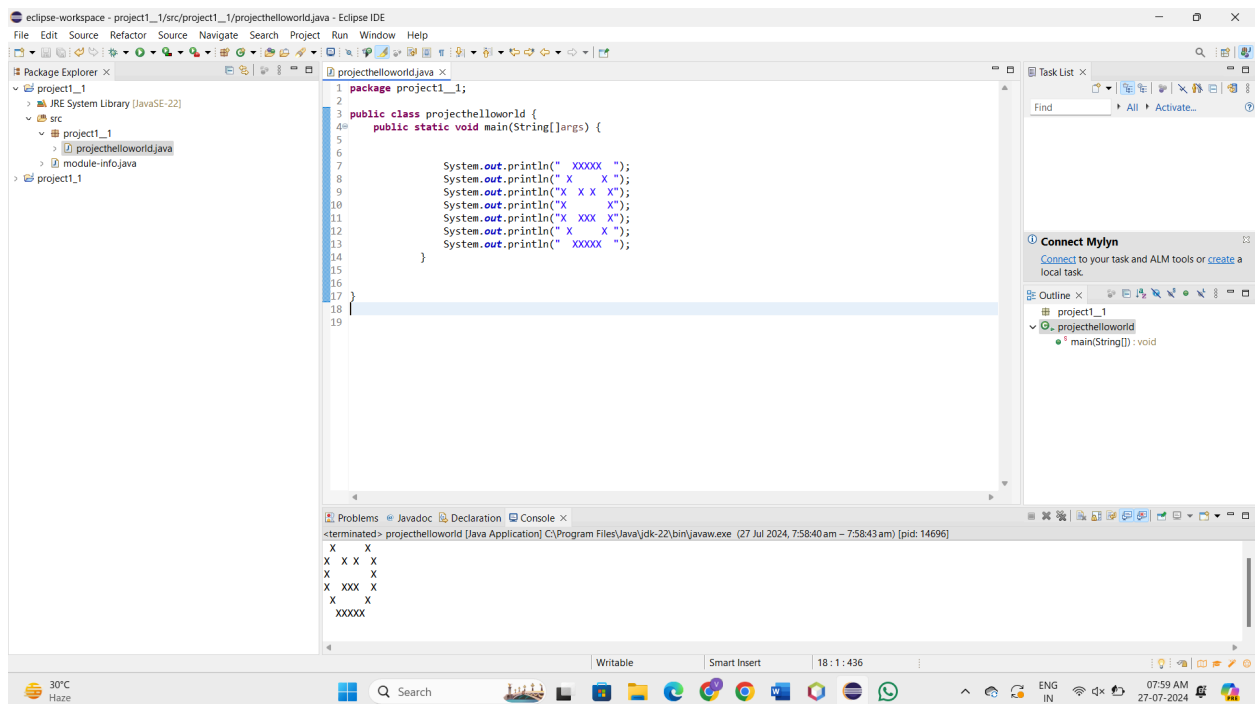 eclipse-workspace - project1__1/src/project1__1/projecthelloworld.java - Eclipse IDE
File Edit Source Refactor Source Navigate Search Project Run Window Help
Package Explorer
project1__1
JRE System Library [JavaSE-22]
src
project1__1
projecthelloworld.java
module-info.java
project1_1
projecthelloworld.java
1 package project1__1;
2
3 public class projecthelloworld {
4     public static void main(String[]args) {
5
6
7                 System.out.println("  XXXXX  ");
8                 System.out.println(" X     X ");
9                 System.out.println("X  X X  X");
10                 System.out.println("X       X");
11                 System.out.println("X  XXX  X");
12                 System.out.println(" X     X ");
13                 System.out.println("  XXXXX  ");
14             }
15
16
17 }
18
19
Task List
Find All Activate...
Connect Mylyn
Connect to your task and ALM tools or create a
local task.
Outline
project1__1
projecthelloworld
main(String[]) : void
Problems Javadoc Declaration Console
<terminated> projecthelloworld [Java Application] C:\Program Files\Java\jdk-22\bin\javaw.exe (27 Jul 2024, 7:58:40 am – 7:58:43 am) [pid: 14696]
 X     X
X  X X  X
X       X
X  XXX  X
 X     X
  XXXXX
Writable Smart Insert 18 : 1 : 436
30°C
Haze
Search
ENG
IN
07:59 AM
27-07-2024
PRE